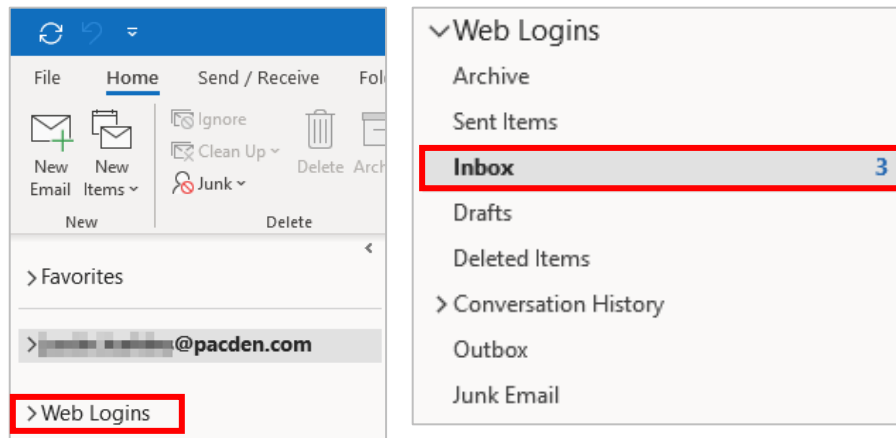 File Home Send / Receive Fol
Ignore
Clean Up
Junk
New Email
New Items
Delete Arch
New Delete
Favorites
@pacden.com
Web Logins
Web Logins
Archive
Sent Items
Inbox 3
Drafts
Deleted Items
Conversation History
Outbox
Junk Email